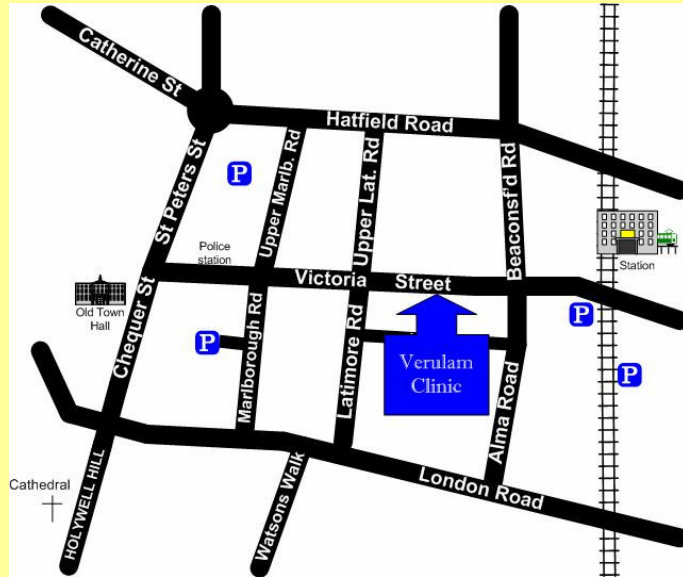 Catherine St
Hatfield Road
St Peters St
P
Upper Marlb. Rd
Upper Lat. Rd
Beaconsf'd Rd
Police
station
Station
Victoria Street
Old Town
Hall
Chequer St
P
P
Marlborough Rd
Latimore Rd
Verulam
Clinic
P
Alma Road
Cathedral
HOLYWELL HILL
Watsons Walk
London Road